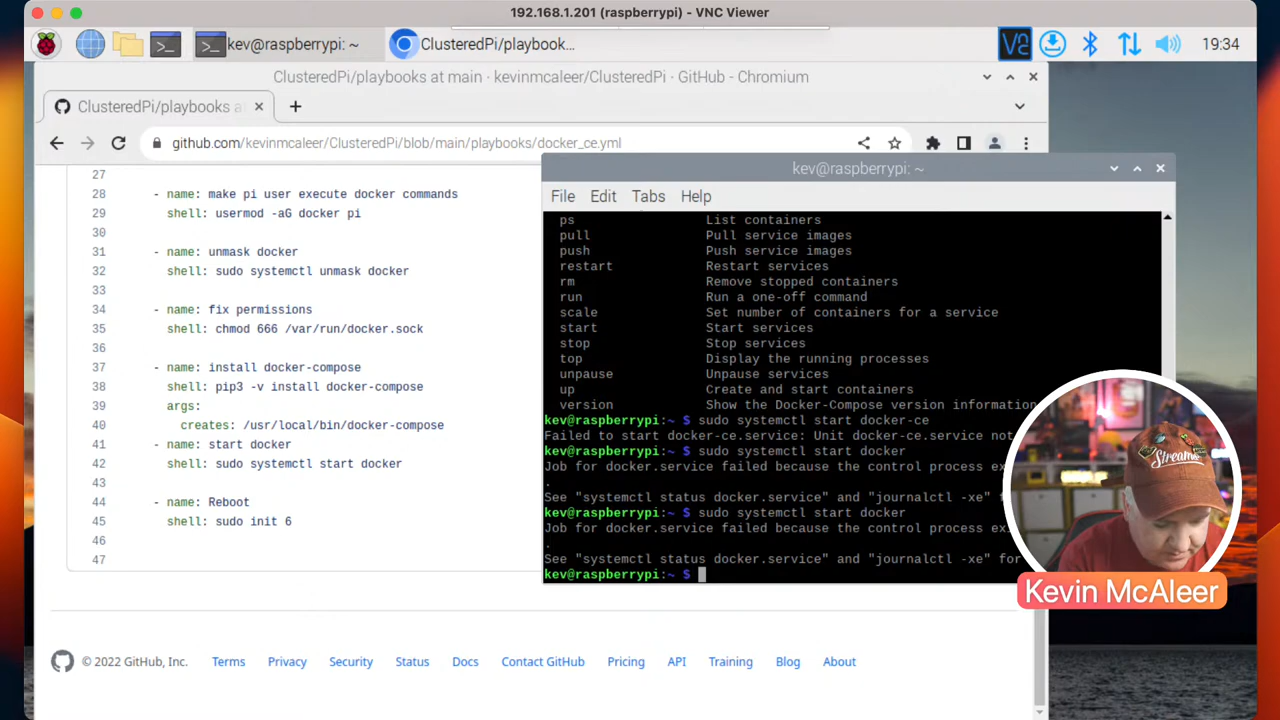 192.168.1.201 (raspberrypi) - VNC Viewer
kev@raspberrypi: ~
ClusteredPi/playbook...
19:34
ClusteredPi/playbooks at main · kevinmcaleer/ClusteredPi · GitHub - Chromium
ClusteredPi/playbooks a
github.com/kevinmcaleer/ClusteredPi/blob/main/playbooks/docker_ce.yml
27
28 - name: make pi user execute docker commands
29 shell: usermod -aG docker pi
30
31 - name: unmask docker
32 shell: sudo systemctl unmask docker
33
34 - name: fix permissions
35 shell: chmod 666 /var/run/docker.sock
36
37 - name: install docker-compose
38 shell: pip3 -v install docker-compose
39 args:
40 creates: /usr/local/bin/docker-compose
41 - name: start docker
42 shell: sudo systemctl start docker
43
44 - name: Reboot
45 shell: sudo init 6
46
47
© 2022 GitHub, Inc. Terms Privacy Security Status Docs Contact GitHub Pricing API Training Blog About
kev@raspberrypi: ~
File Edit Tabs Help
ps List containers
pull Pull service images
push Push service images
restart Restart services
rm Remove stopped containers
run Run a one-off command
scale Set number of containers for a service
start Start services
stop Stop services
top Display the running processes
unpause Unpause services
up Create and start containers
version Show the Docker-Compose version information
kev@raspberrypi:~ $ sudo systemctl start docker-ce
Failed to start docker-ce.service: Unit docker-ce.service not
kev@raspberrypi:~ $ sudo systemctl start docker
Job for docker.service failed because the control process ex
.
See "systemctl status docker.service" and "journalctl -xe" f
kev@raspberrypi:~ $ sudo systemctl start docker
Job for docker.service failed because the control process ex
.
See "systemctl status docker.service" and "journalctl -xe" for
kev@raspberrypi:~ $
Streams
Kevin McAleer